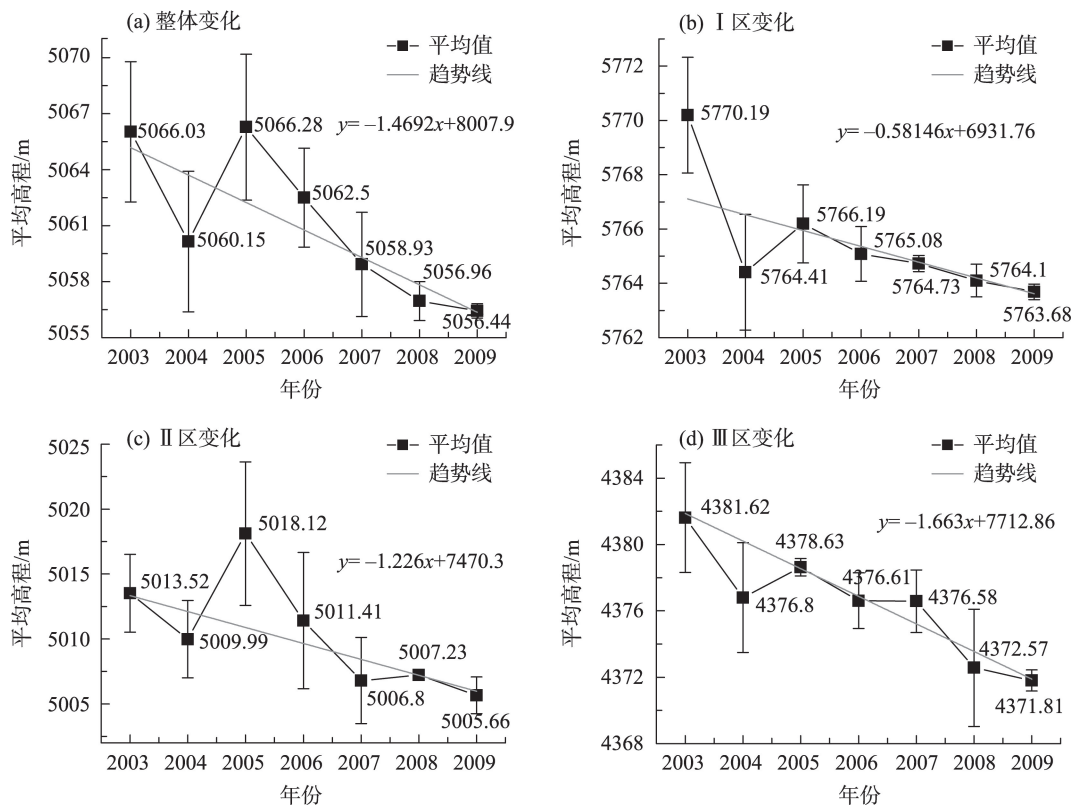 (a) 整体变化
平均值
趋势线
y= –1.4692x+8007.9
5070
5067
5064
5061
5058
5055
平均高程/m
5066.03
5060.15
5066.28
5062.5
5058.93
5056.96
5056.44
2003 2004 2005 2006 2007 2008 2009
年份
(b) Ⅰ区变化
平均值
趋势线
y= –0.58146x+6931.76
5772
5770
5768
5766
5764
5762
平均高程/m
5770.19
5764.41
5766.19
5765.08
5764.73
5764.1
5763.68
2003 2004 2005 2006 2007 2008 2009
年份
(c) Ⅱ区变化
平均值
趋势线
y= –1.226x+7470.3
5025
5020
5015
5010
5005
平均高程/m
5013.52
5009.99
5018.12
5011.41
5006.8
5007.23
5005.66
2003 2004 2005 2006 2007 2008 2009
年份
(d) Ⅲ区变化
平均值
趋势线
y= –1.663x+7712.86
4384
4380
4376
4372
4368
平均高程/m
4381.62
4376.8
4378.63
4376.61
4376.58
4372.57
4371.81
2003 2004 2005 2006 2007 2008 2009
年份